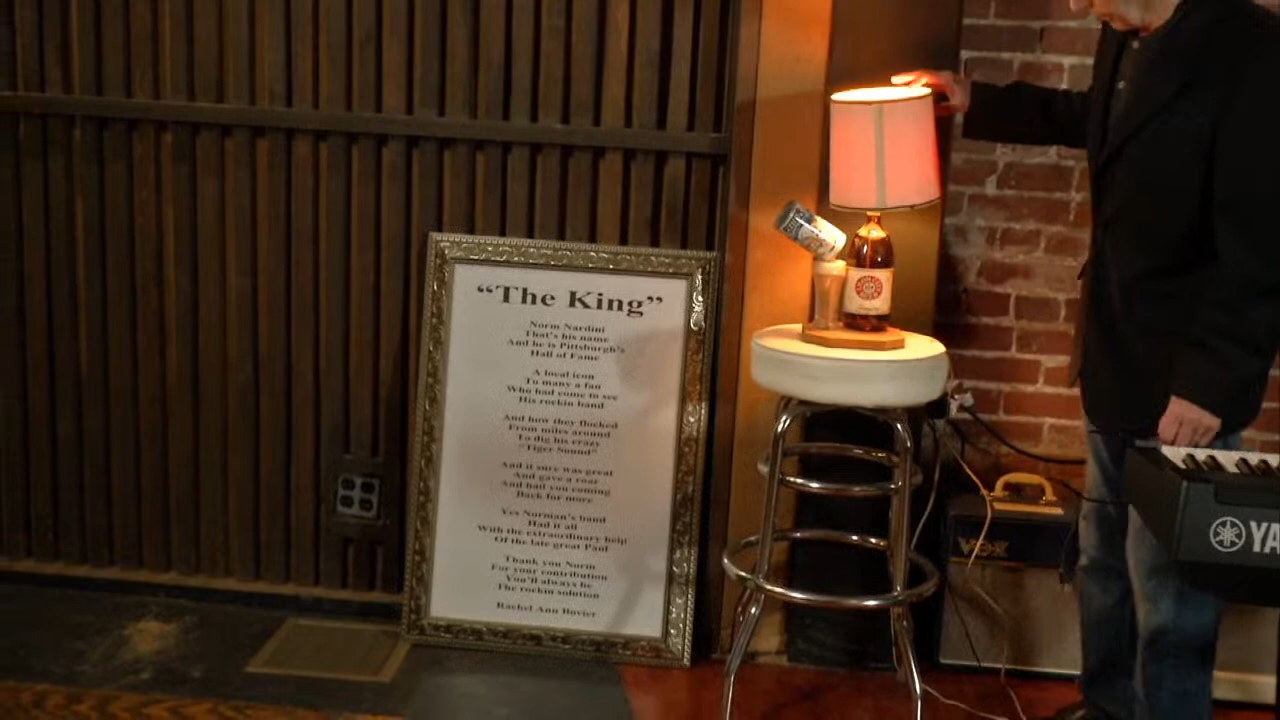 “The King”
Norm Nardini
That's his name
And he is Pittsburgh's
Hall of Fame
A local icon
To many a fan
Who had come to see
His rockin band
And how they flocked
From miles around
To dig his crazy
"Tiger Sound"
And it sure was great
And gave a roar
And had you coming
Back for more
Yes Norman's band
Had it all
With the extraordinary help
Of the late great Paul
Thank you Norm
For your contribution
You'll always be
The rockin solution
Rachel Ann Bovier
VOX
YA